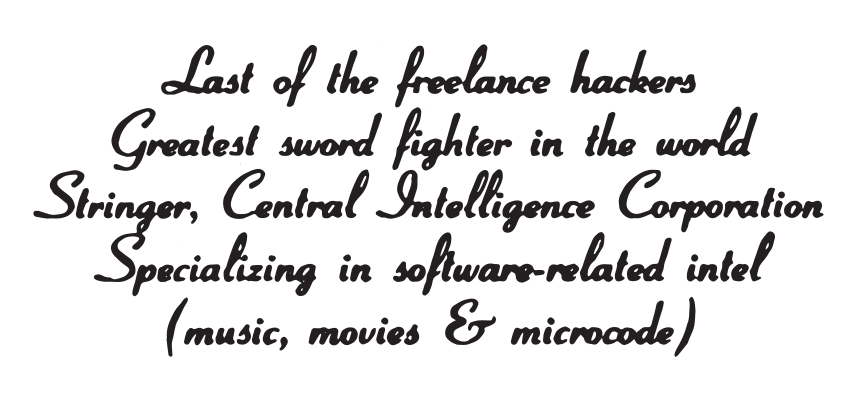 Last of the freelance hackers
Greatest sword fighter in the world
Stringer, Central Intelligence Corporation
Specializing in software-related intel
(music, movies & microcode)